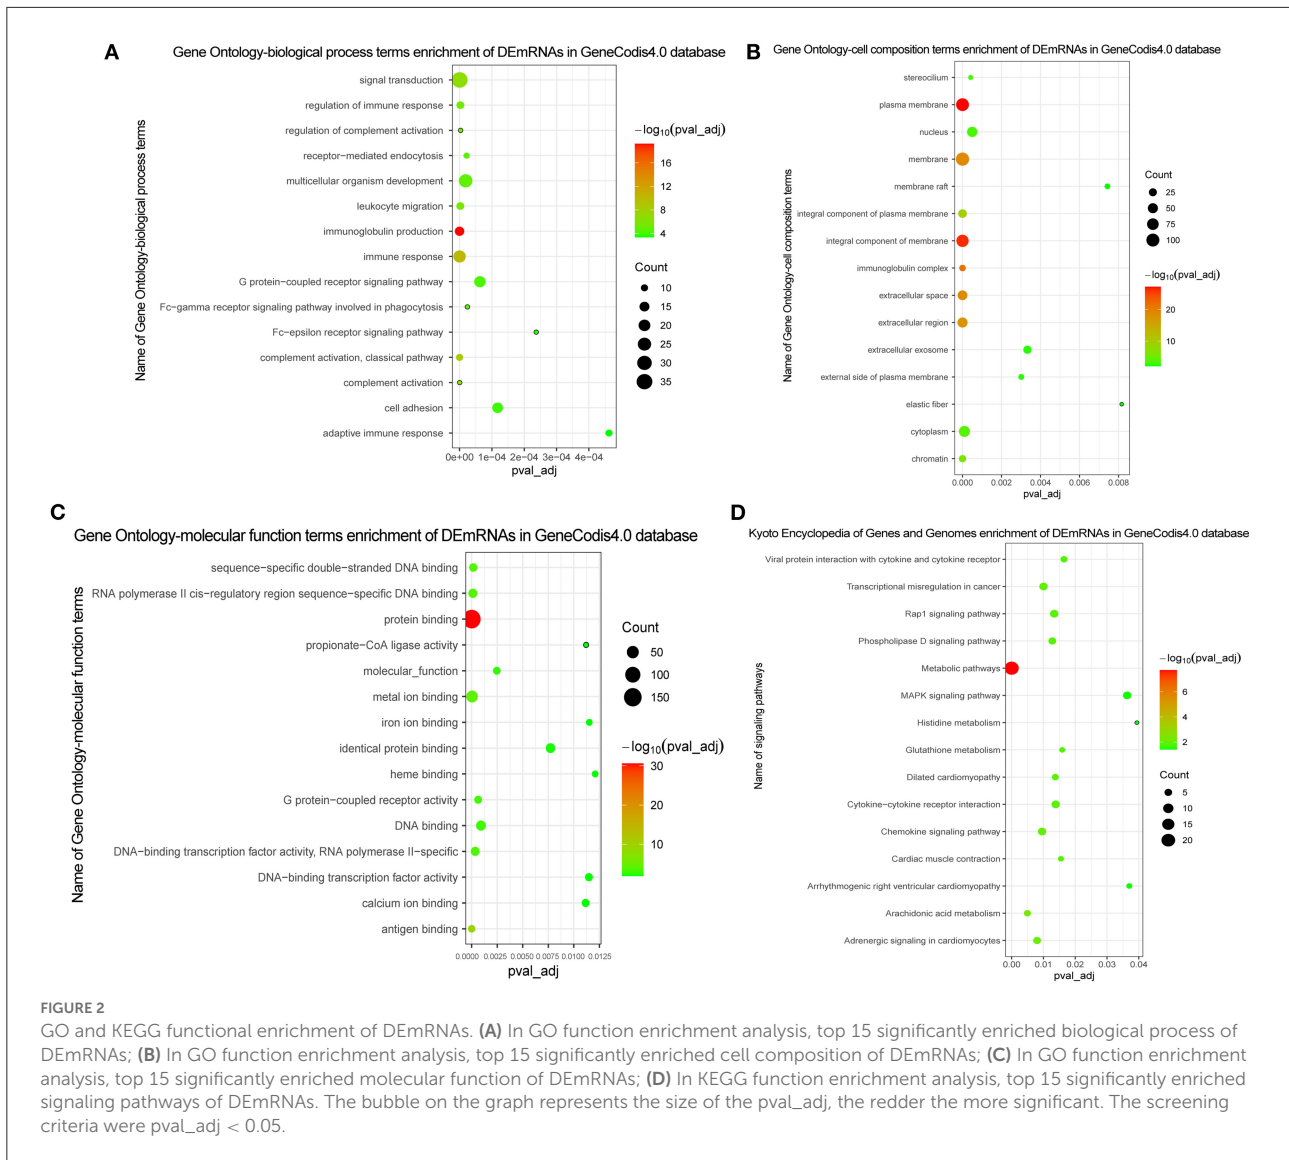 A
Gene Ontology-biological process terms enrichment of DEmRNAs in GeneCodis4.0 database
Name of Gene Ontology-biological process terms
signal transduction
regulation of immune response
regulation of complement activation
receptor-mediated endocytosis
multicellular organism development
leukocyte migration
immunoglobulin production
immune response
G protein-coupled receptor signaling pathway
Fc-gamma receptor signaling pathway involved in phagocytosis
Fc-epsilon receptor signaling pathway
complement activation, classical pathway
complement activation
cell adhesion
adaptive immune response
0e+00 1e-04 2e-04 3e-04 4e-04
pval_adj
-log10(pval_adj)
16
12
8
4
Count
10
15
20
25
30
35
B
Gene Ontology-cell composition terms enrichment of DEmRNAs in GeneCodis4.0 database
Name of Gene Ontology-cell composition terms
stereocilium
plasma membrane
nucleus
membrane
membrane raft
integral component of plasma membrane
integral component of membrane
immunoglobulin complex
extracellular space
extracellular region
extracellular exosome
external side of plasma membrane
elastic fiber
cytoplasm
chromatin
0.000 0.002 0.004 0.006 0.008
pval_adj
Count
25
50
75
100
-log10(pval_adj)
20
10
C
Gene Ontology-molecular function terms enrichment of DEmRNAs in GeneCodis4.0 database
Name of Gene Ontology-molecular function terms
sequence-specific double-stranded DNA binding
RNA polymerase II cis-regulatory region sequence-specific DNA binding
protein binding
propionate-CoA ligase activity
molecular_function
metal ion binding
iron ion binding
identical protein binding
heme binding
G protein-coupled receptor activity
DNA binding
DNA-binding transcription factor activity, RNA polymerase II-specific
DNA-binding transcription factor activity
calcium ion binding
antigen binding
0.0000 0.0025 0.0050 0.0075 0.0100 0.0125
pval_adj
Count
50
100
150
-log10(pval_adj)
30
20
10
D
Kyoto Encyclopedia of Genes and Genomes enrichment of DEmRNAs in GeneCodis4.0 database
Name of signaling pathways
Viral protein interaction with cytokine and cytokine receptor
Transcriptional misregulation in cancer
Rap1 signaling pathway
Phospholipase D signaling pathway
Metabolic pathways
MAPK signaling pathway
Histidine metabolism
Glutathione metabolism
Dilated cardiomyopathy
Cytokine-cytokine receptor interaction
Chemokine signaling pathway
Cardiac muscle contraction
Arrhythmogenic right ventricular cardiomyopathy
Arachidonic acid metabolism
Adrenergic signaling in cardiomyocytes
0.00 0.01 0.02 0.03 0.04
pval_adj
-log10(pval_adj)
6
4
2
Count
5
10
15
20
FIGURE 2
GO and KEGG functional enrichment of DEmRNAs. (A) In GO function enrichment analysis, top 15 significantly enriched biological process of
DEmRNAs; (B) In GO function enrichment analysis, top 15 significantly enriched cell composition of DEmRNAs; (C) In GO function enrichment
analysis, top 15 significantly enriched molecular function of DEmRNAs; (D) In KEGG function enrichment analysis, top 15 significantly enriched
signaling pathways of DEmRNAs. The bubble on the graph represents the size of the pval_adj, the redder the more significant. The screening
criteria were pval_adj < 0.05.